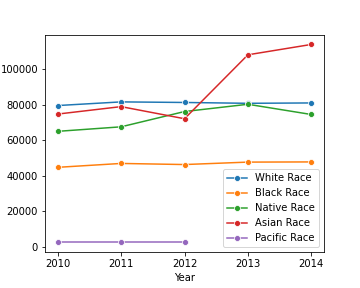 100000
80000
60000
40000
20000
0
2010 2011 2012 2013 2014
Year
White Race
Black Race
Native Race
Asian Race
Pacific Race